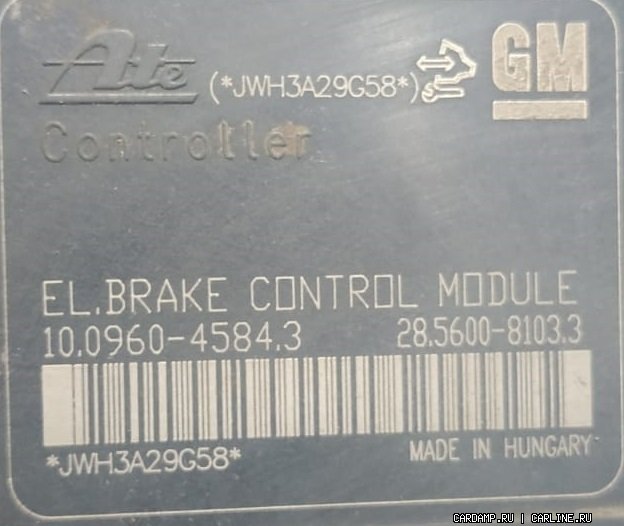 Ate (*JWH3A29G58*) GM
Controller
EL.BRAKE CONTROL MODULE
10.0960-4584.3 28.5600-8103.3
*JWH3A29G58* MADE IN HUNGARY
CARDAMP.RU | CARLINE.RU